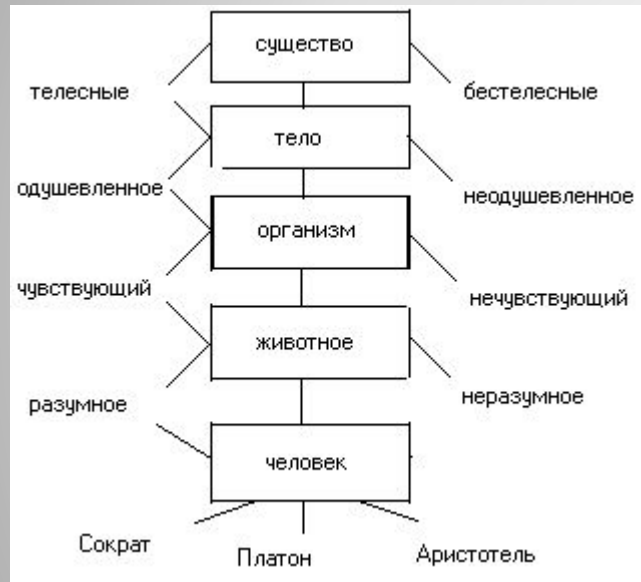 существо
телесные
бестелесные
тело
одушевленное
неодушевленное
организм
чувствующий
нечувствующий
животное
разумное
неразумное
человек
Сократ
Платон
Аристотель